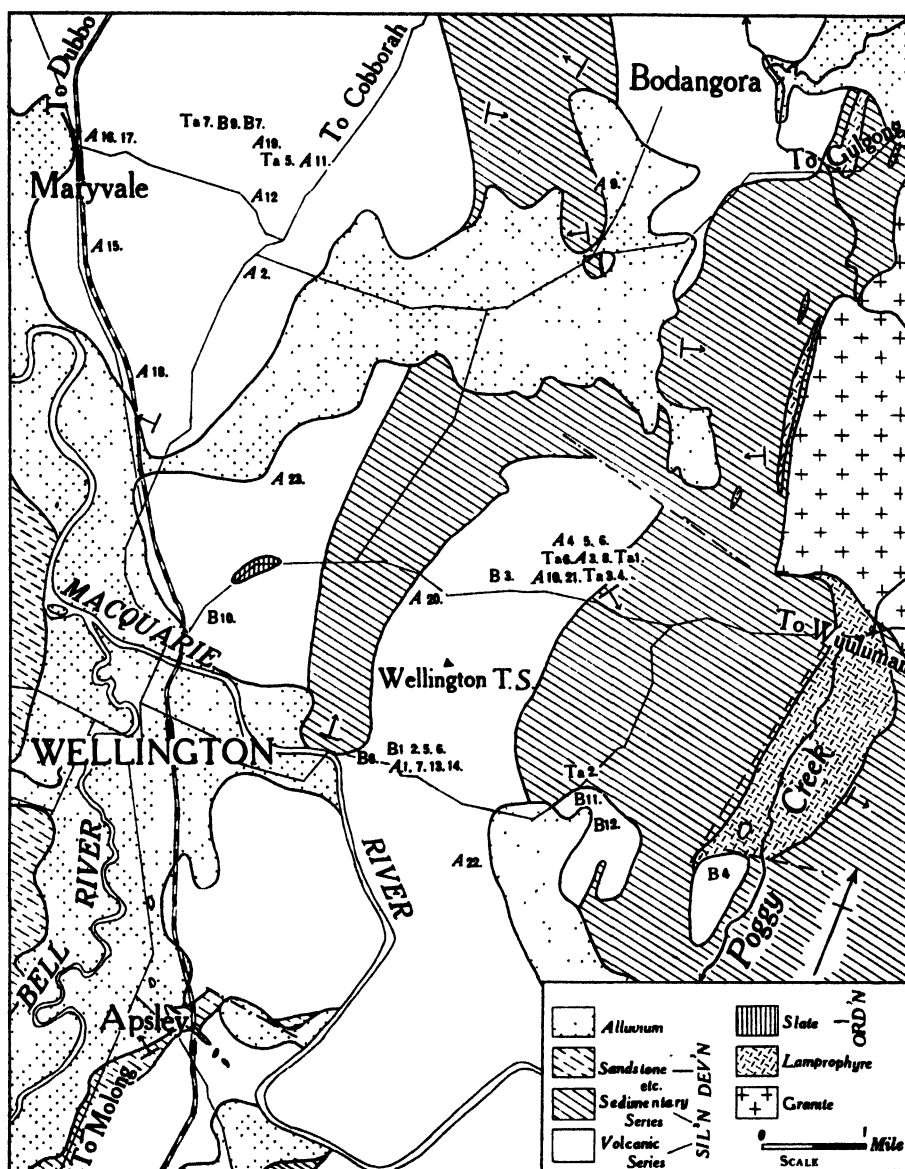 To Dubbo
To Cobborah
Bodangora
Ta 7. B 9. B 7.
A 16. 17.
A 19.
Ta 5. A 11.
To Gulgong
Maryvale
A 12
A 9.
A 15.
A 2.
A 18.
A 23.
A 4 5. 6.
Ta 6. A 3. 8. Ta 1.
B 3.
A 10. 21. Ta 3. 4.
A 20.
B 10.
MACQUARIE
To Wuuluman
Wellington T.S.
WELLINGTON
B 8.
B 1 2. 5. 6.
A 1. 7. 13. 14.
Ta 2.
B 11.
B 12.
Creek
RIVER
RIVER
A 22.
B 4
Poggy
BELL
Apsley
To Molong
Alluvium
Sandstone
etc.
DEV'N
Sedimentary
Series
Volcanic
Series
SIL'N
Slate
ORD'N
Lamprophyre
Granite
0 1 Mile
SCALE